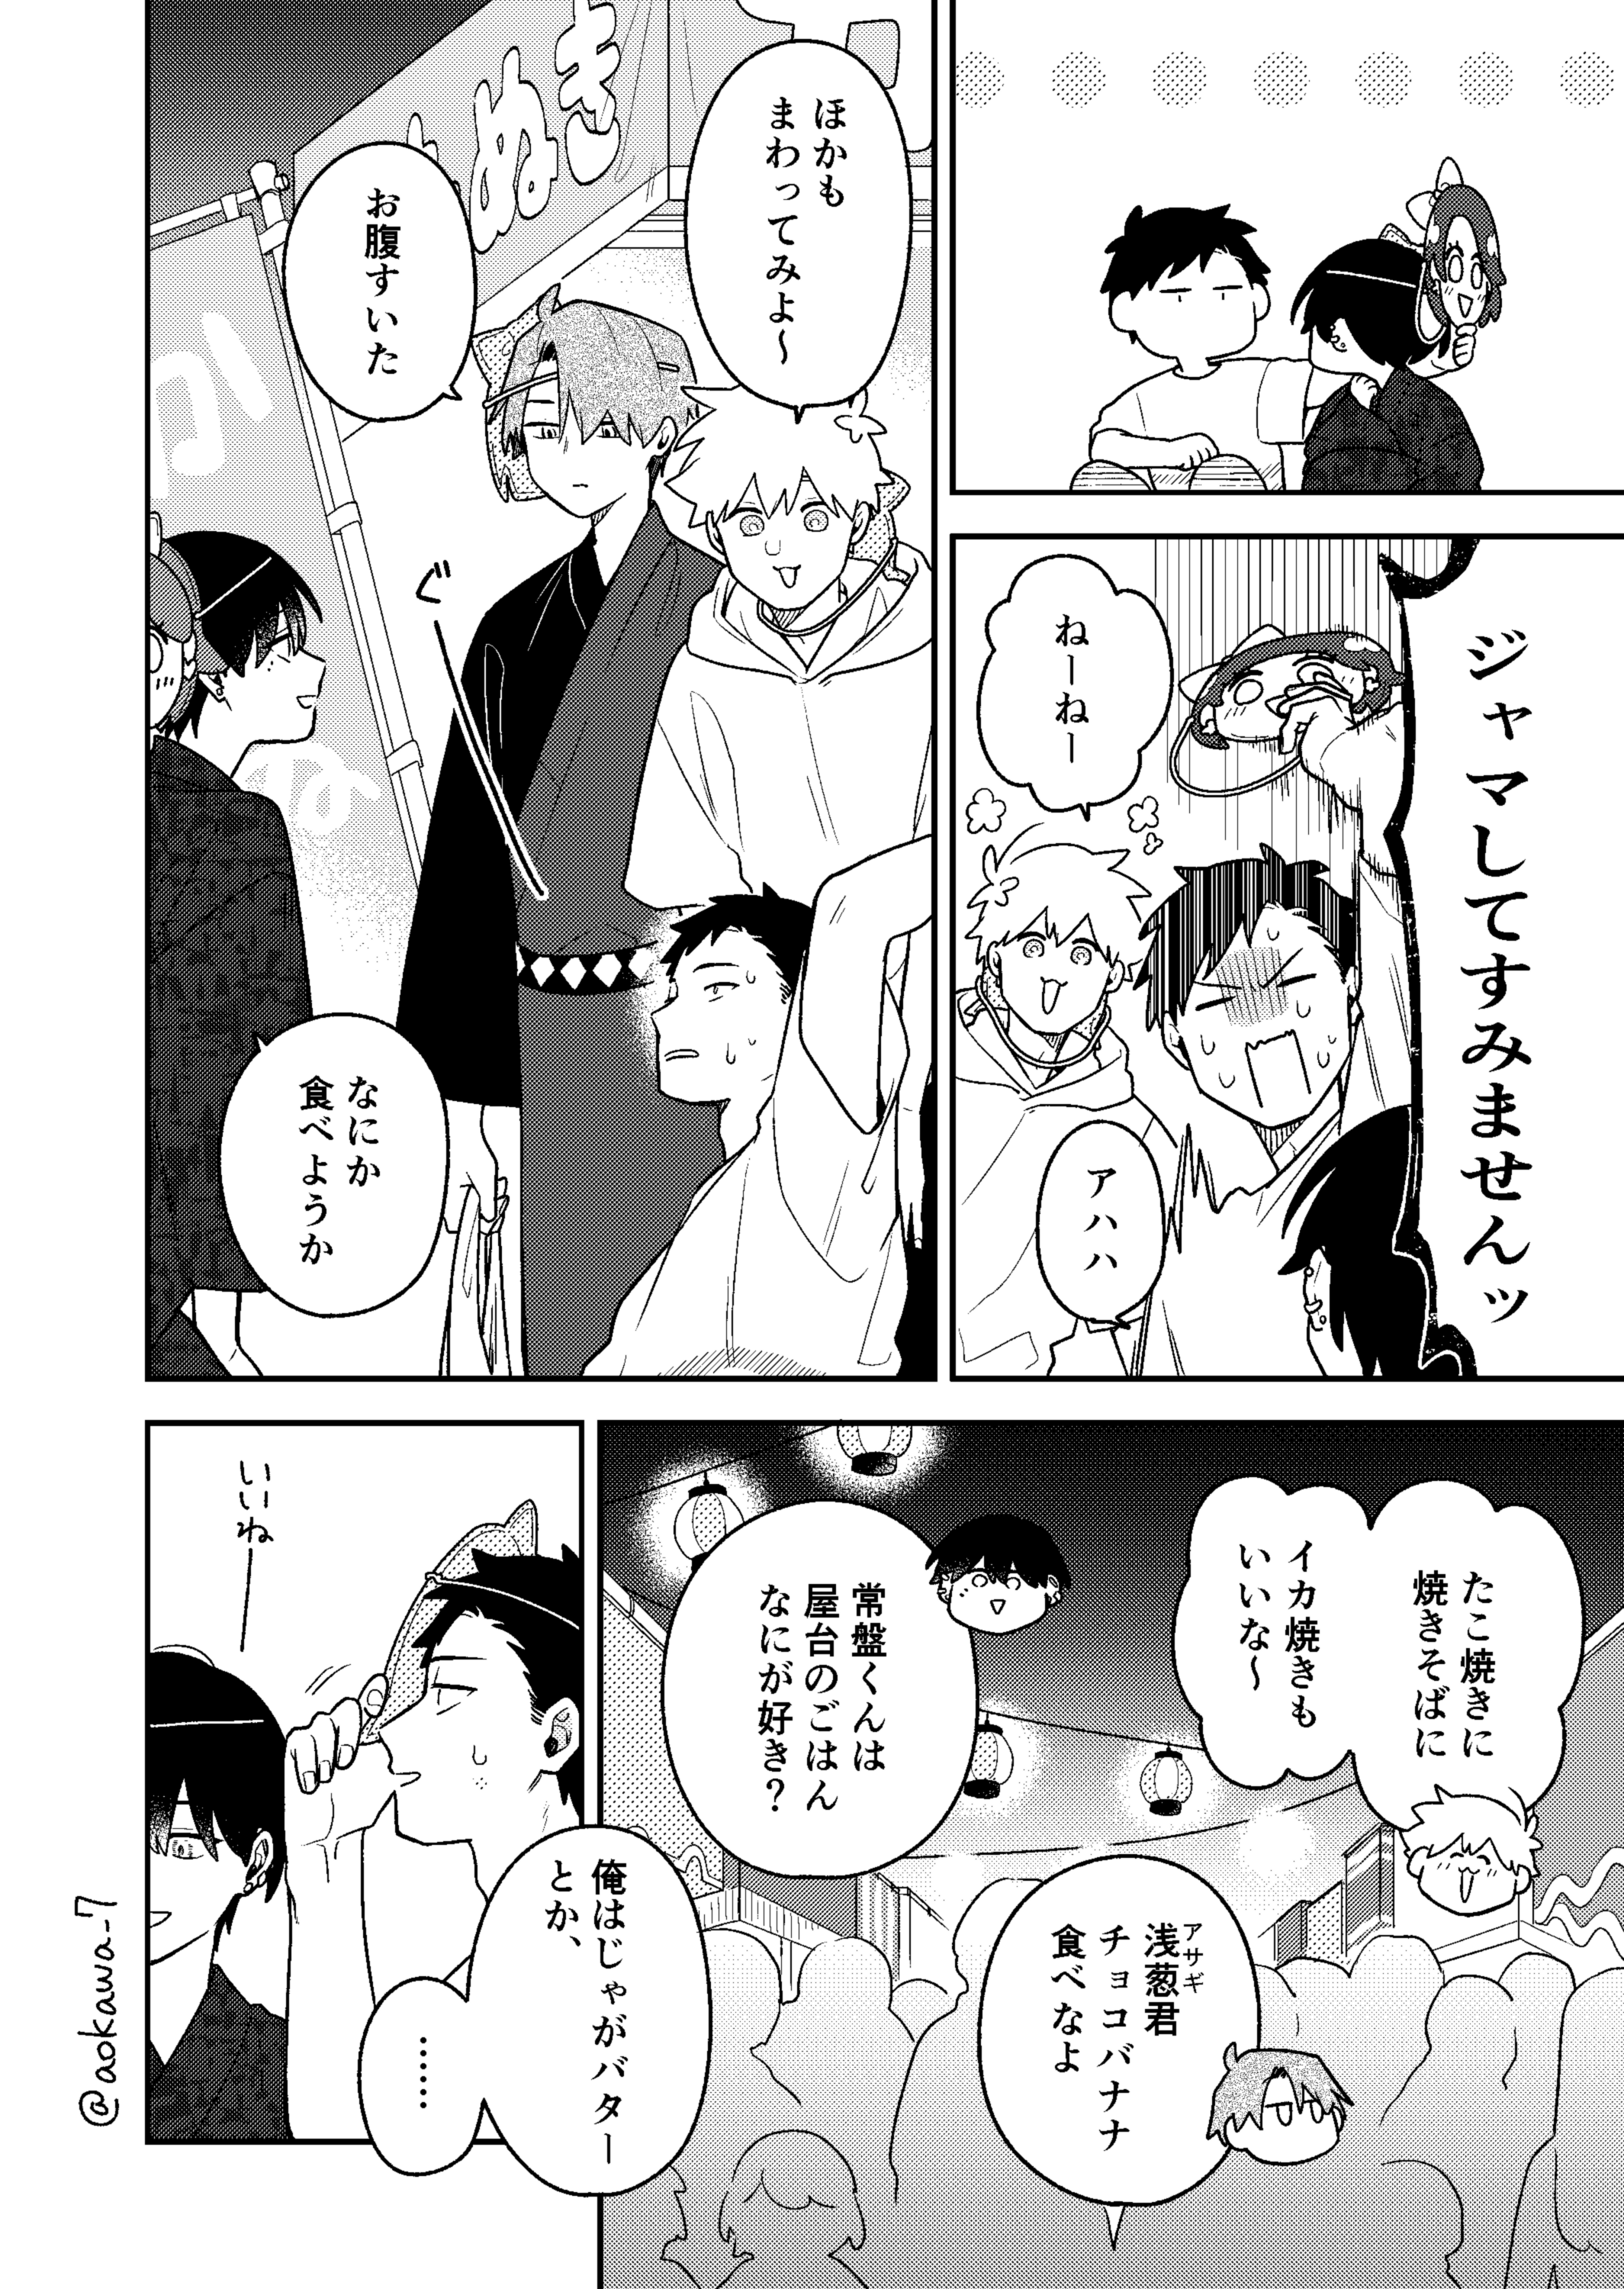 ねーねー
ジャマしてすみませんッ
アハハ
ぬき
ほかも
まわってみよ～
お腹すいた
ぐ
なにか
食べようか
たこ焼きに
焼きそばに
イカ焼きも
いいな～
常盤くんは
屋台のごはん
なにが好き？
アサギ
浅葱君
チョコバナナ
食べなよ
いいねー
俺はじゃがバター
とか、
……
@aokawa_7